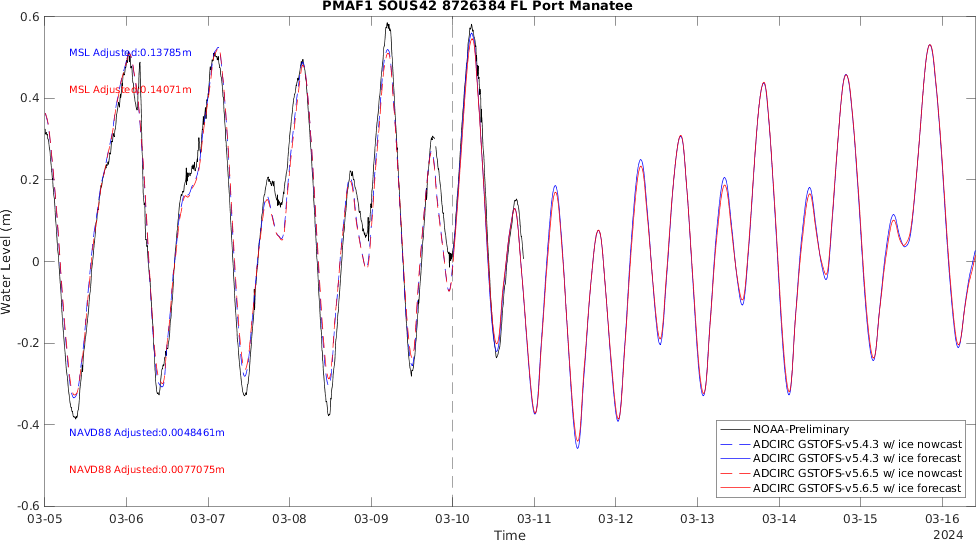 PMAF1 SOUS42 8726384 FL Port Manatee
0.6
0.4
0.2
0
-0.2
-0.4
-0.6
Water Level (m)
MSL Adjusted:0.13785m
MSL Adjusted:0.14071m
NAVD88 Adjusted:0.0048461m
NAVD88 Adjusted:0.0077075m
NOAA-Preliminary
ADCIRC GSTOFS-v5.4.3 w/ ice nowcast
ADCIRC GSTOFS-v5.4.3 w/ ice forecast
ADCIRC GSTOFS-v5.6.5 w/ ice nowcast
ADCIRC GSTOFS-v5.6.5 w/ ice forecast
03-05 03-06 03-07 03-08 03-09 03-10 03-11 03-12 03-13 03-14 03-15 03-16
Time
2024